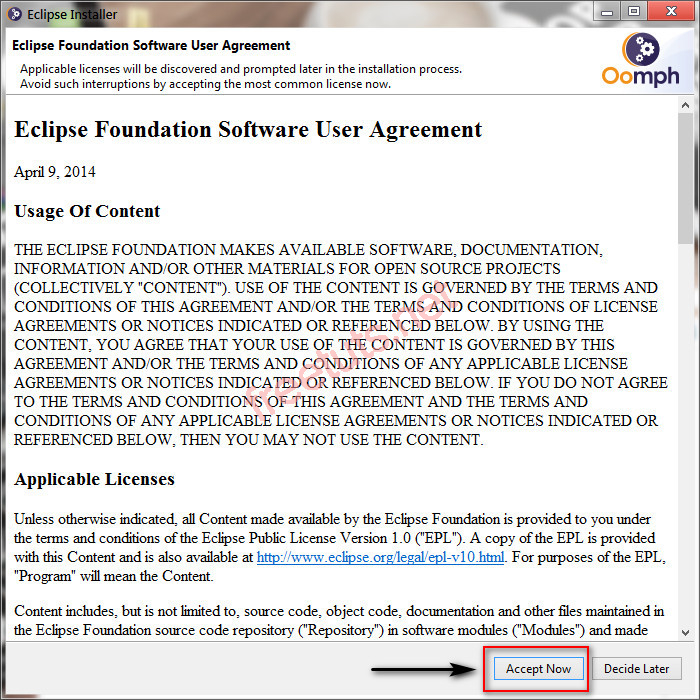 Eclipse Installer
Eclipse Foundation Software User Agreement
Applicable licenses will be discovered and prompted later in the installation process.
Avoid such interruptions by accepting the most common license now.
Oomph
Eclipse Foundation Software User Agreement
April 9, 2014
Usage Of Content
THE ECLIPSE FOUNDATION MAKES AVAILABLE SOFTWARE, DOCUMENTATION,
INFORMATION AND/OR OTHER MATERIALS FOR OPEN SOURCE PROJECTS
(COLLECTIVELY "CONTENT"). USE OF THE CONTENT IS GOVERNED BY THE TERMS AND
CONDITIONS OF THIS AGREEMENT AND/OR THE TERMS AND CONDITIONS OF LICENSE
AGREEMENTS OR NOTICES INDICATED OR REFERENCED BELOW. BY USING THE
CONTENT, YOU AGREE THAT YOUR USE OF THE CONTENT IS GOVERNED BY THIS
AGREEMENT AND/OR THE TERMS AND CONDITIONS OF ANY APPLICABLE LICENSE
AGREEMENTS OR NOTICES INDICATED OR REFERENCED BELOW. IF YOU DO NOT AGREE
TO THE TERMS AND CONDITIONS OF THIS AGREEMENT AND THE TERMS AND
CONDITIONS OF ANY APPLICABLE LICENSE AGREEMENTS OR NOTICES INDICATED OR
REFERENCED BELOW, THEN YOU MAY NOT USE THE CONTENT.
freetuts.net
Applicable Licenses
Unless otherwise indicated, all Content made available by the Eclipse Foundation is provided to you under
the terms and conditions of the Eclipse Public License Version 1.0 ("EPL"). A copy of the EPL is provided
with this Content and is also available at http://www.eclipse.org/legal/epl-v10.html. For purposes of the EPL,
"Program" will mean the Content.
Content includes, but is not limited to, source code, object code, documentation and other files maintained in
the Eclipse Foundation source code repository ("Repository") in software modules ("Modules") and made
Accept Now
Decide Later